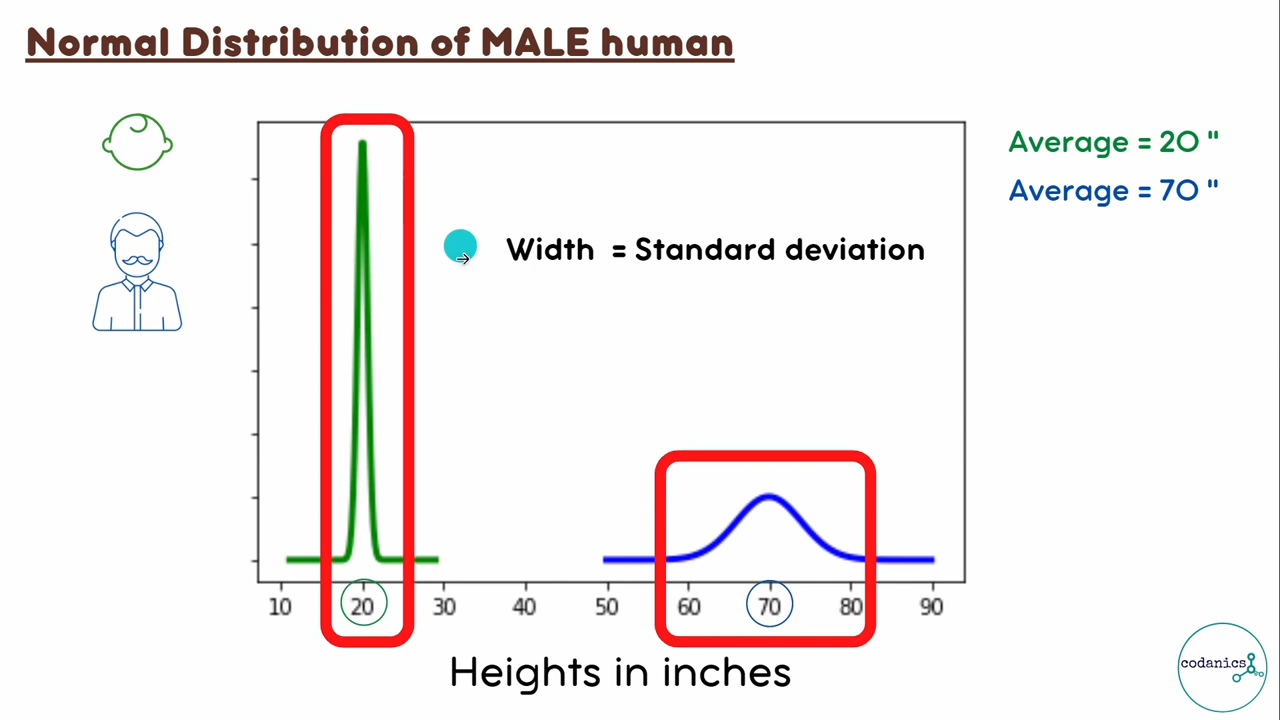 Normal Distribution of MALE human
Average = 20 "
Average = 70 "
Width = Standard deviation
10 20 30 40 50 60 70 80 90
Heights in inches
codanics